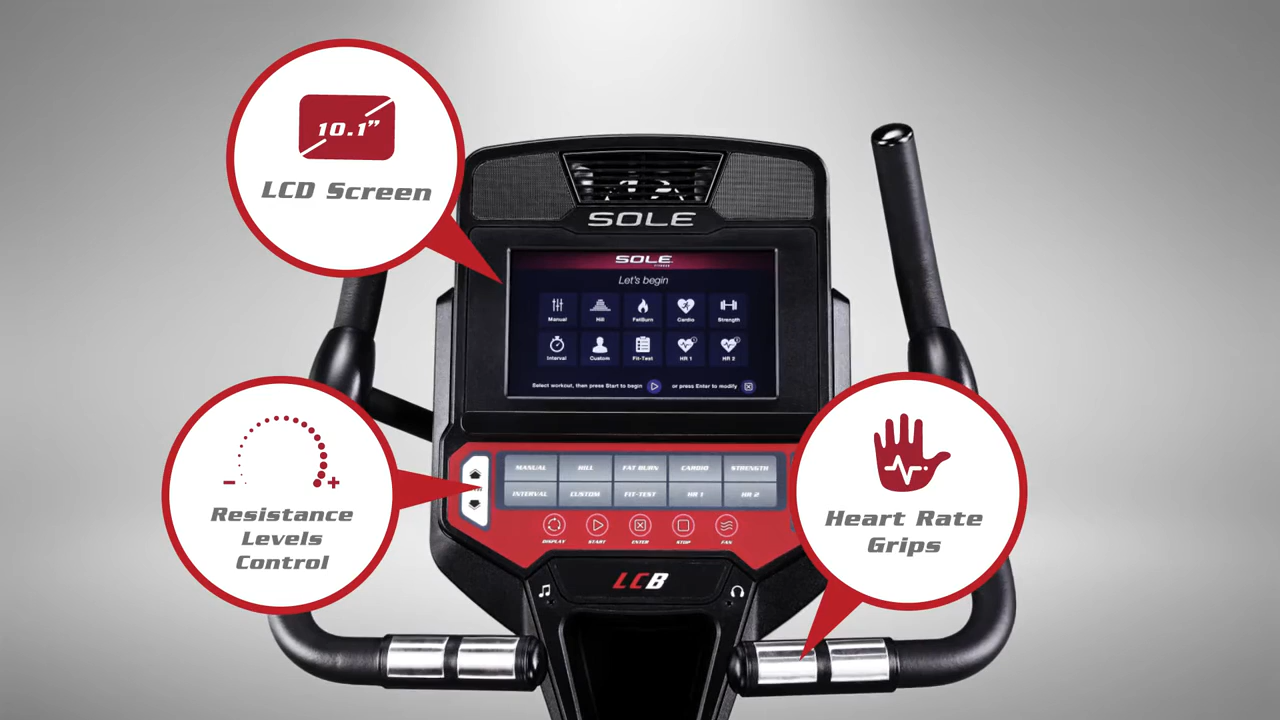 10.1”
LCD Screen
SOLE
SOLE
FITNESS
Let's begin
Manual Hill FatBurn Cardio Strength
Interval Custom Fit-Test HR 1 HR 2
Select workout, then press Start to begin or press Enter to modify
MANUAL HILL FAT BURN CARDIO STRENGTH
INTERVAL CUSTOM FIT-TEST HR 1 HR 2
DISPLAY START ENTER STOP FAN
Resistance
Levels
Control
Heart Rate
Grips
LCB